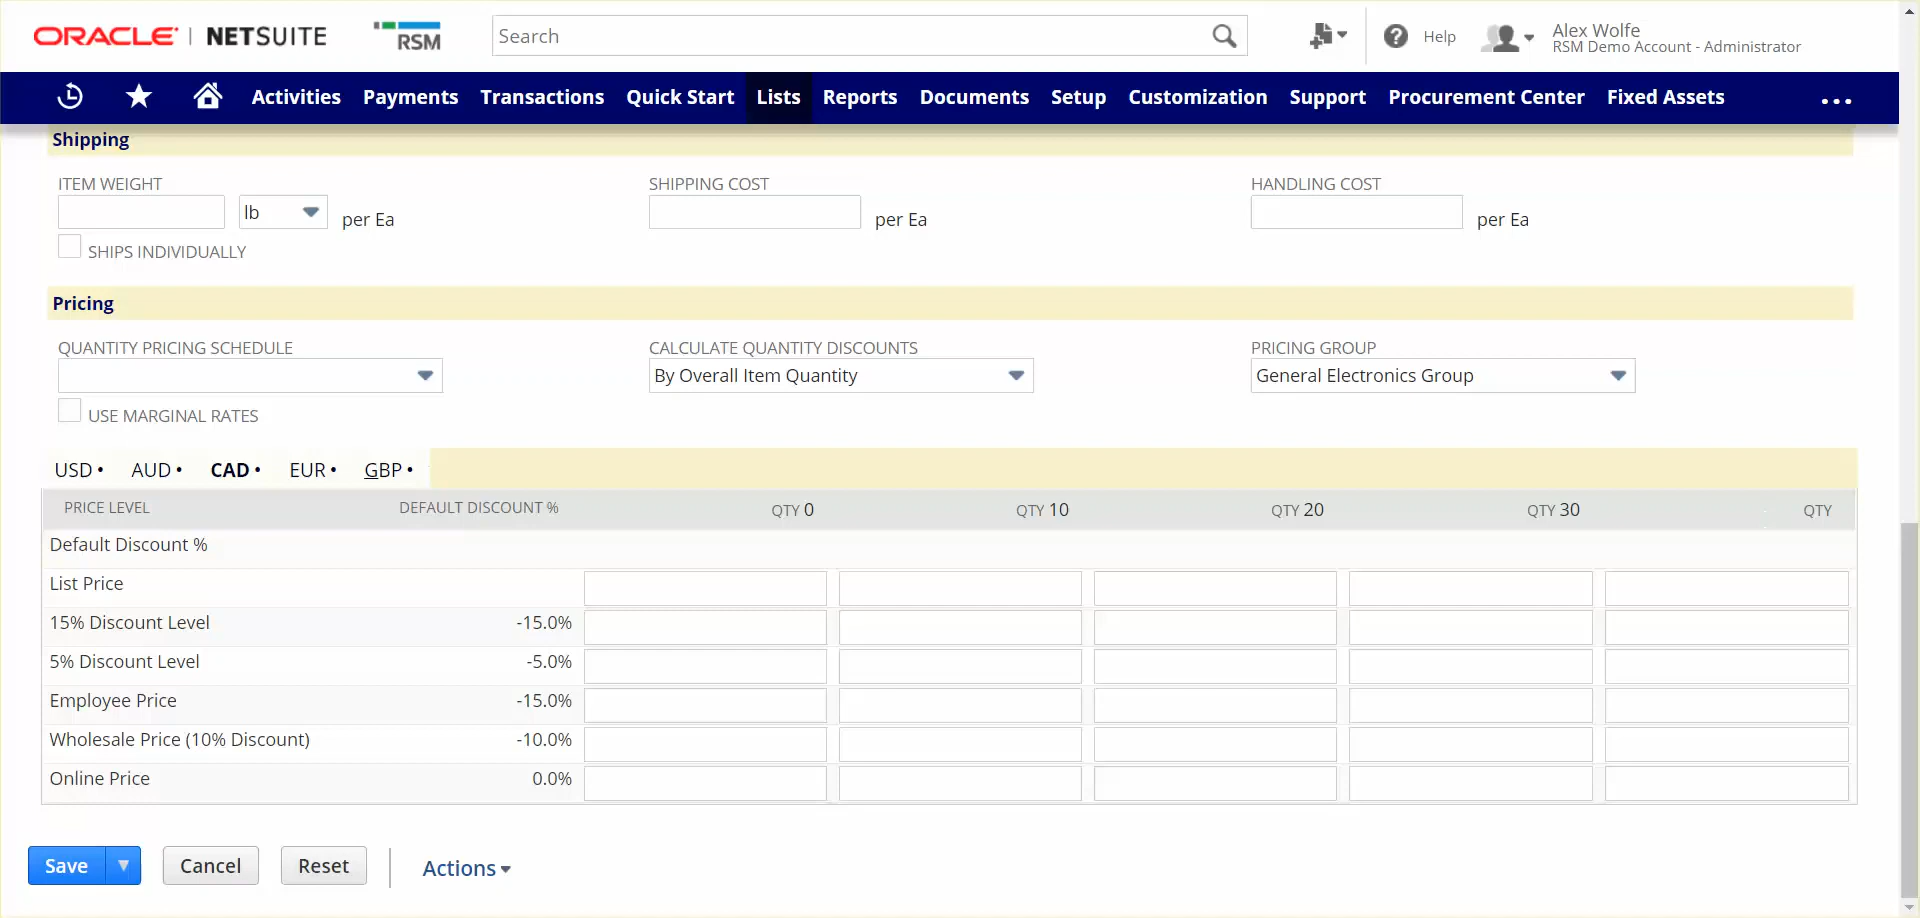 ORACLE | NETSUITE RSM Search Help Alex Wolfe
RSM Demo Account - Administrator
Activities Payments Transactions Quick Start Lists Reports Documents Setup Customization Support Procurement Center Fixed Assets ...
Shipping
ITEM WEIGHT SHIPPING COST HANDLING COST
lb per Ea per Ea per Ea
SHIPS INDIVIDUALLY
Pricing
QUANTITY PRICING SCHEDULE CALCULATE QUANTITY DISCOUNTS PRICING GROUP
By Overall Item Quantity General Electronics Group
USE MARGINAL RATES
USD • AUD • CAD • EUR • GBP •
PRICE LEVEL DEFAULT DISCOUNT % QTY 0 QTY 10 QTY 20 QTY 30 QTY
Default Discount %
List Price
15% Discount Level -15.0%
5% Discount Level -5.0%
Employee Price -15.0%
Wholesale Price (10% Discount) -10.0%
Online Price 0.0%
Save Cancel Reset Actions